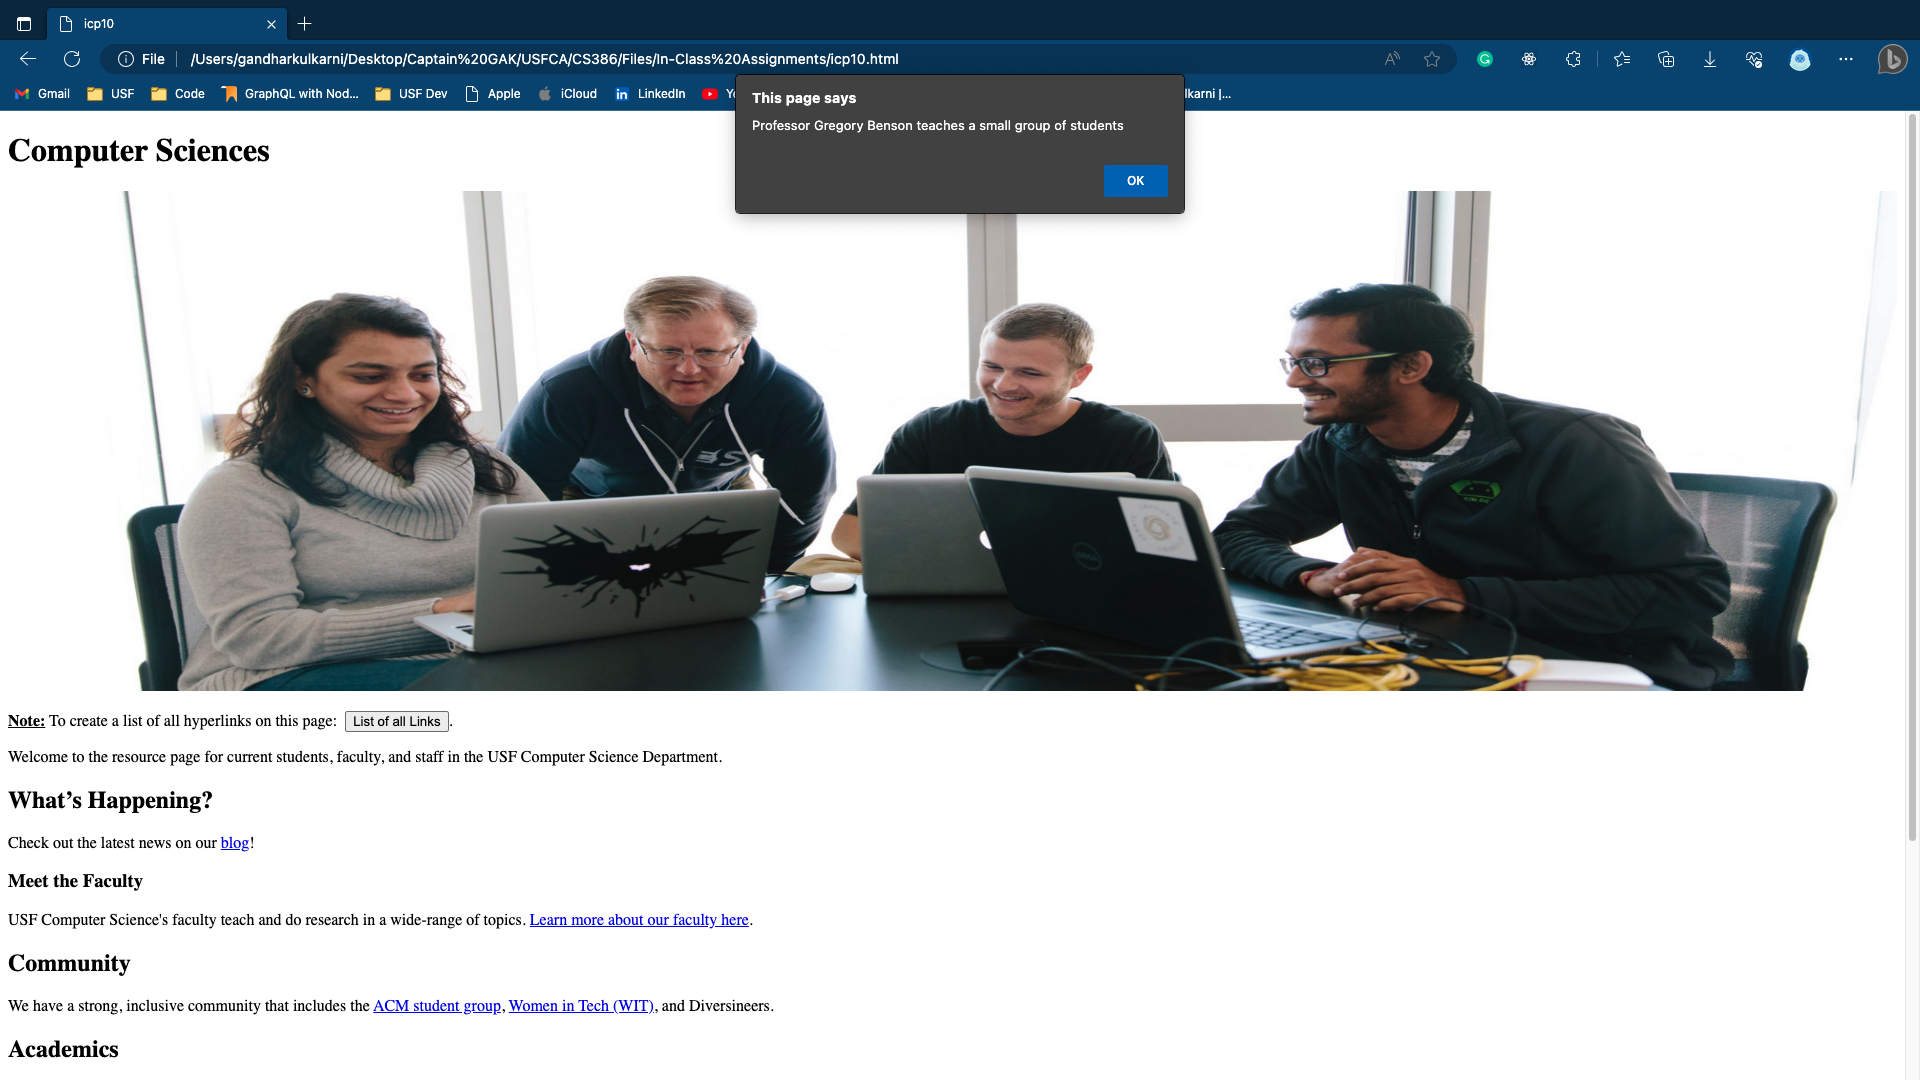 icp10
File /Users/gandharkulkarni/Desktop/Captain%20GAK/USFCA/CS386/Files/In-Class%20Assignments/icp10.html
Gmail USF Code GraphQL with Nod... USF Dev Apple iCloud LinkedIn Yo lkarni |...
This page says
Professor Gregory Benson teaches a small group of students
OK
Computer Sciences
Note: To create a list of all hyperlinks on this page: List of all Links.
Welcome to the resource page for current students, faculty, and staff in the USF Computer Science Department.
What’s Happening?
Check out the latest news on our blog!
Meet the Faculty
USF Computer Science's faculty teach and do research in a wide-range of topics. Learn more about our faculty here.
Community
We have a strong, inclusive community that includes the ACM student group, Women in Tech (WIT), and Diversineers.
Academics